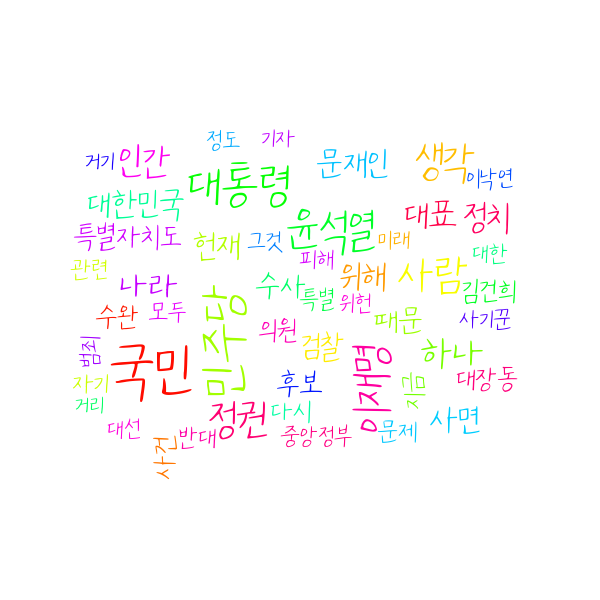 정도
기자
거기
인간
문재인
생각
이낙연
대통령
대한민국
윤석열
대표
정치
특별자치도
헌재
그것
미래
관련
피해
대한
나라
수사
특별
위헌
위해
사람
김건희
수완
모두
민주당
의원
검찰
때문
사기꾼
범죄
국민
하나
자기
거리
후보
이재명
지금
대장동
대선
사건
반대
정권
다시
중앙정부
문제
사면